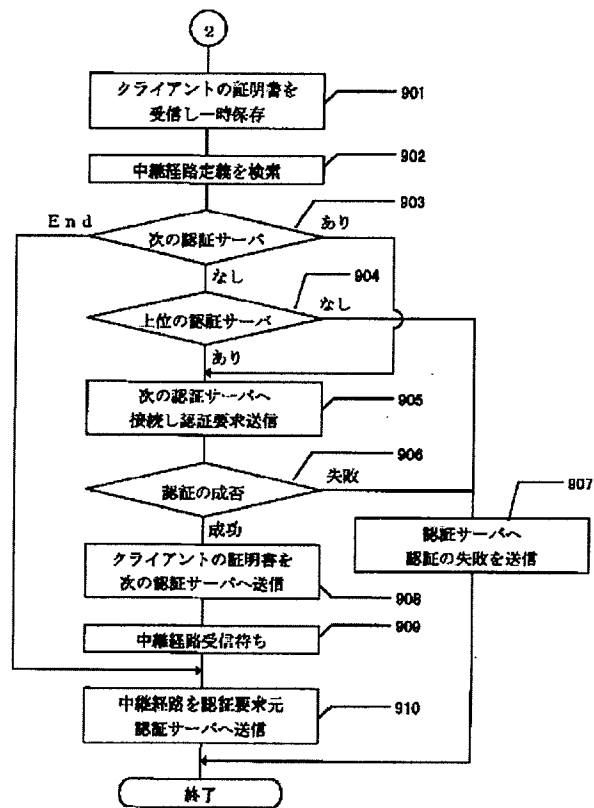 2
クライアントの証明書を
受信し一時保存
901
中継経路定義を検索
902
End
次の認証サーバ
903
あり
なし
上位の認証サーバ
904
なし
あり
次の認証サーバへ
接続し認証要求送信
905
認証の成否
906
失敗
成功
認証サーバへ
認証の失敗を送信
907
クライアントの証明書を
次の認証サーバへ送信
908
中継経路受信待ち
909
中継経路を認証要求元
認証サーバへ送信
910
終了